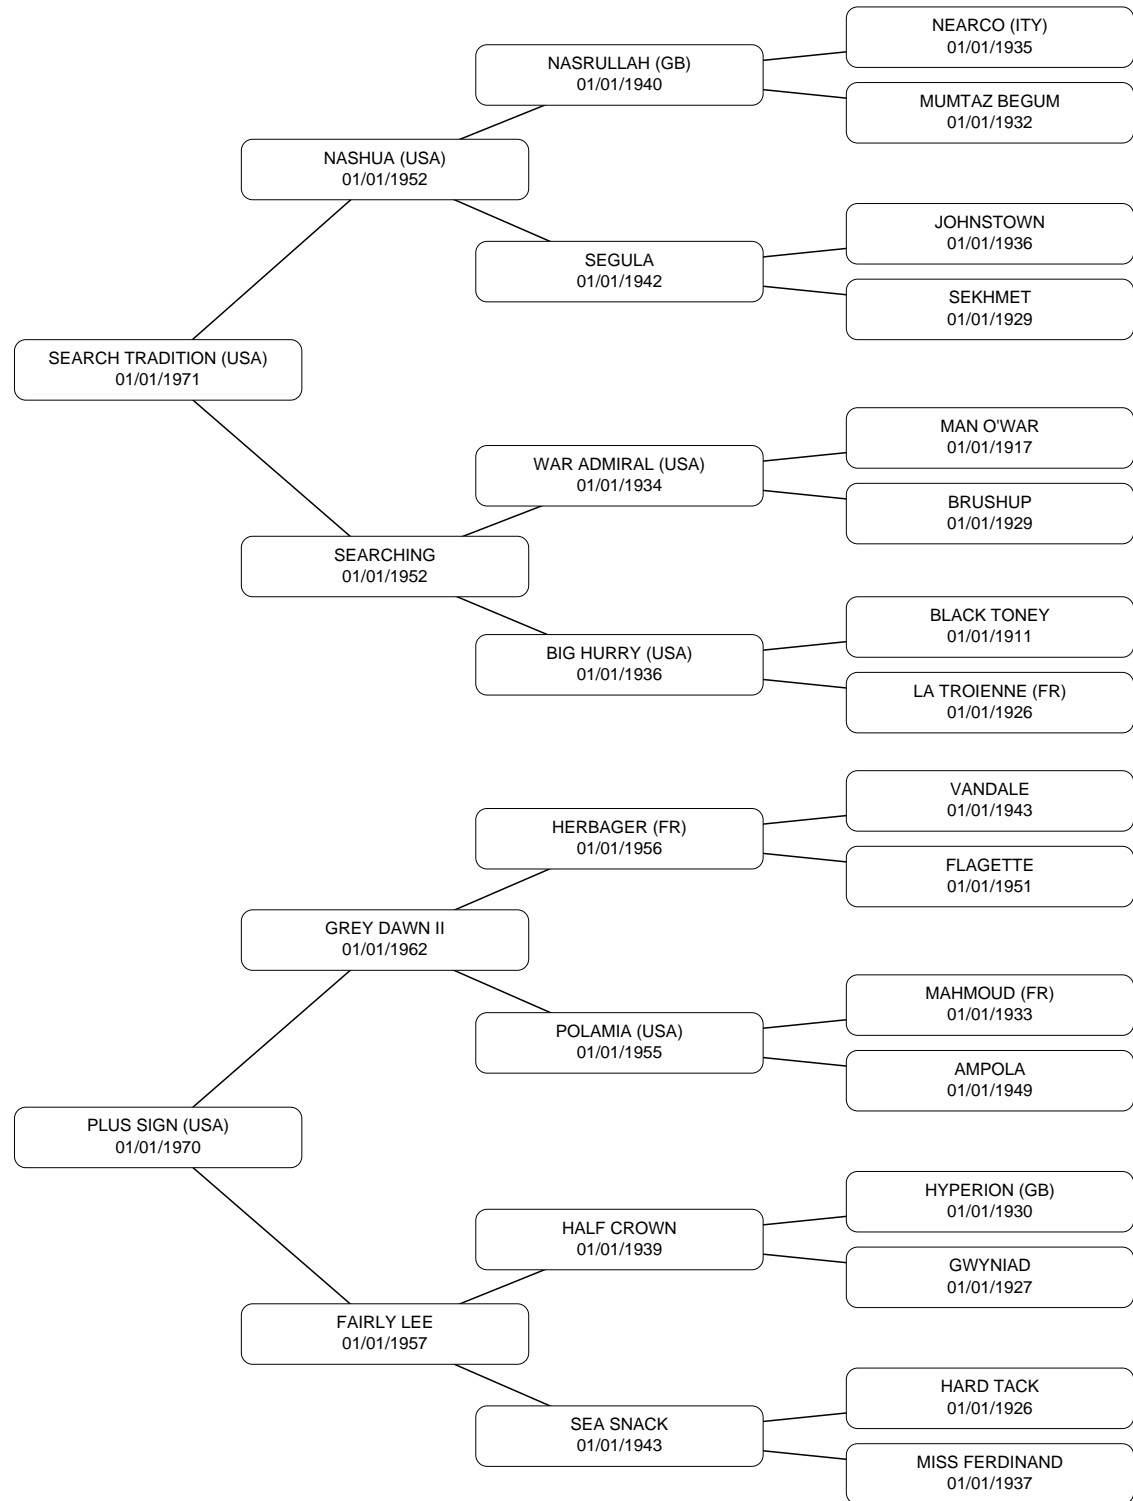 NEARCO (ITY)
01/01/1935
NASRULLAH (GB)
01/01/1940
MUMTAZ BEGUM
01/01/1932
NASHUA (USA)
01/01/1952
JOHNSTOWN
01/01/1936
SEGULA
01/01/1942
SEKHMET
01/01/1929
SEARCH TRADITION (USA)
01/01/1971
MAN O'WAR
01/01/1917
WAR ADMIRAL (USA)
01/01/1934
BRUSHUP
01/01/1929
SEARCHING
01/01/1952
BLACK TONEY
01/01/1911
BIG HURRY (USA)
01/01/1936
LA TROIENNE (FR)
01/01/1926
VANDALE
01/01/1943
HERBAGER (FR)
01/01/1956
FLAGETTE
01/01/1951
GREY DAWN II
01/01/1962
MAHMOUD (FR)
01/01/1933
POLAMIA (USA)
01/01/1955
AMPOLA
01/01/1949
PLUS SIGN (USA)
01/01/1970
HYPERION (GB)
01/01/1930
HALF CROWN
01/01/1939
GWYNIAD
01/01/1927
FAIRLY LEE
01/01/1957
HARD TACK
01/01/1926
SEA SNACK
01/01/1943
MISS FERDINAND
01/01/1937